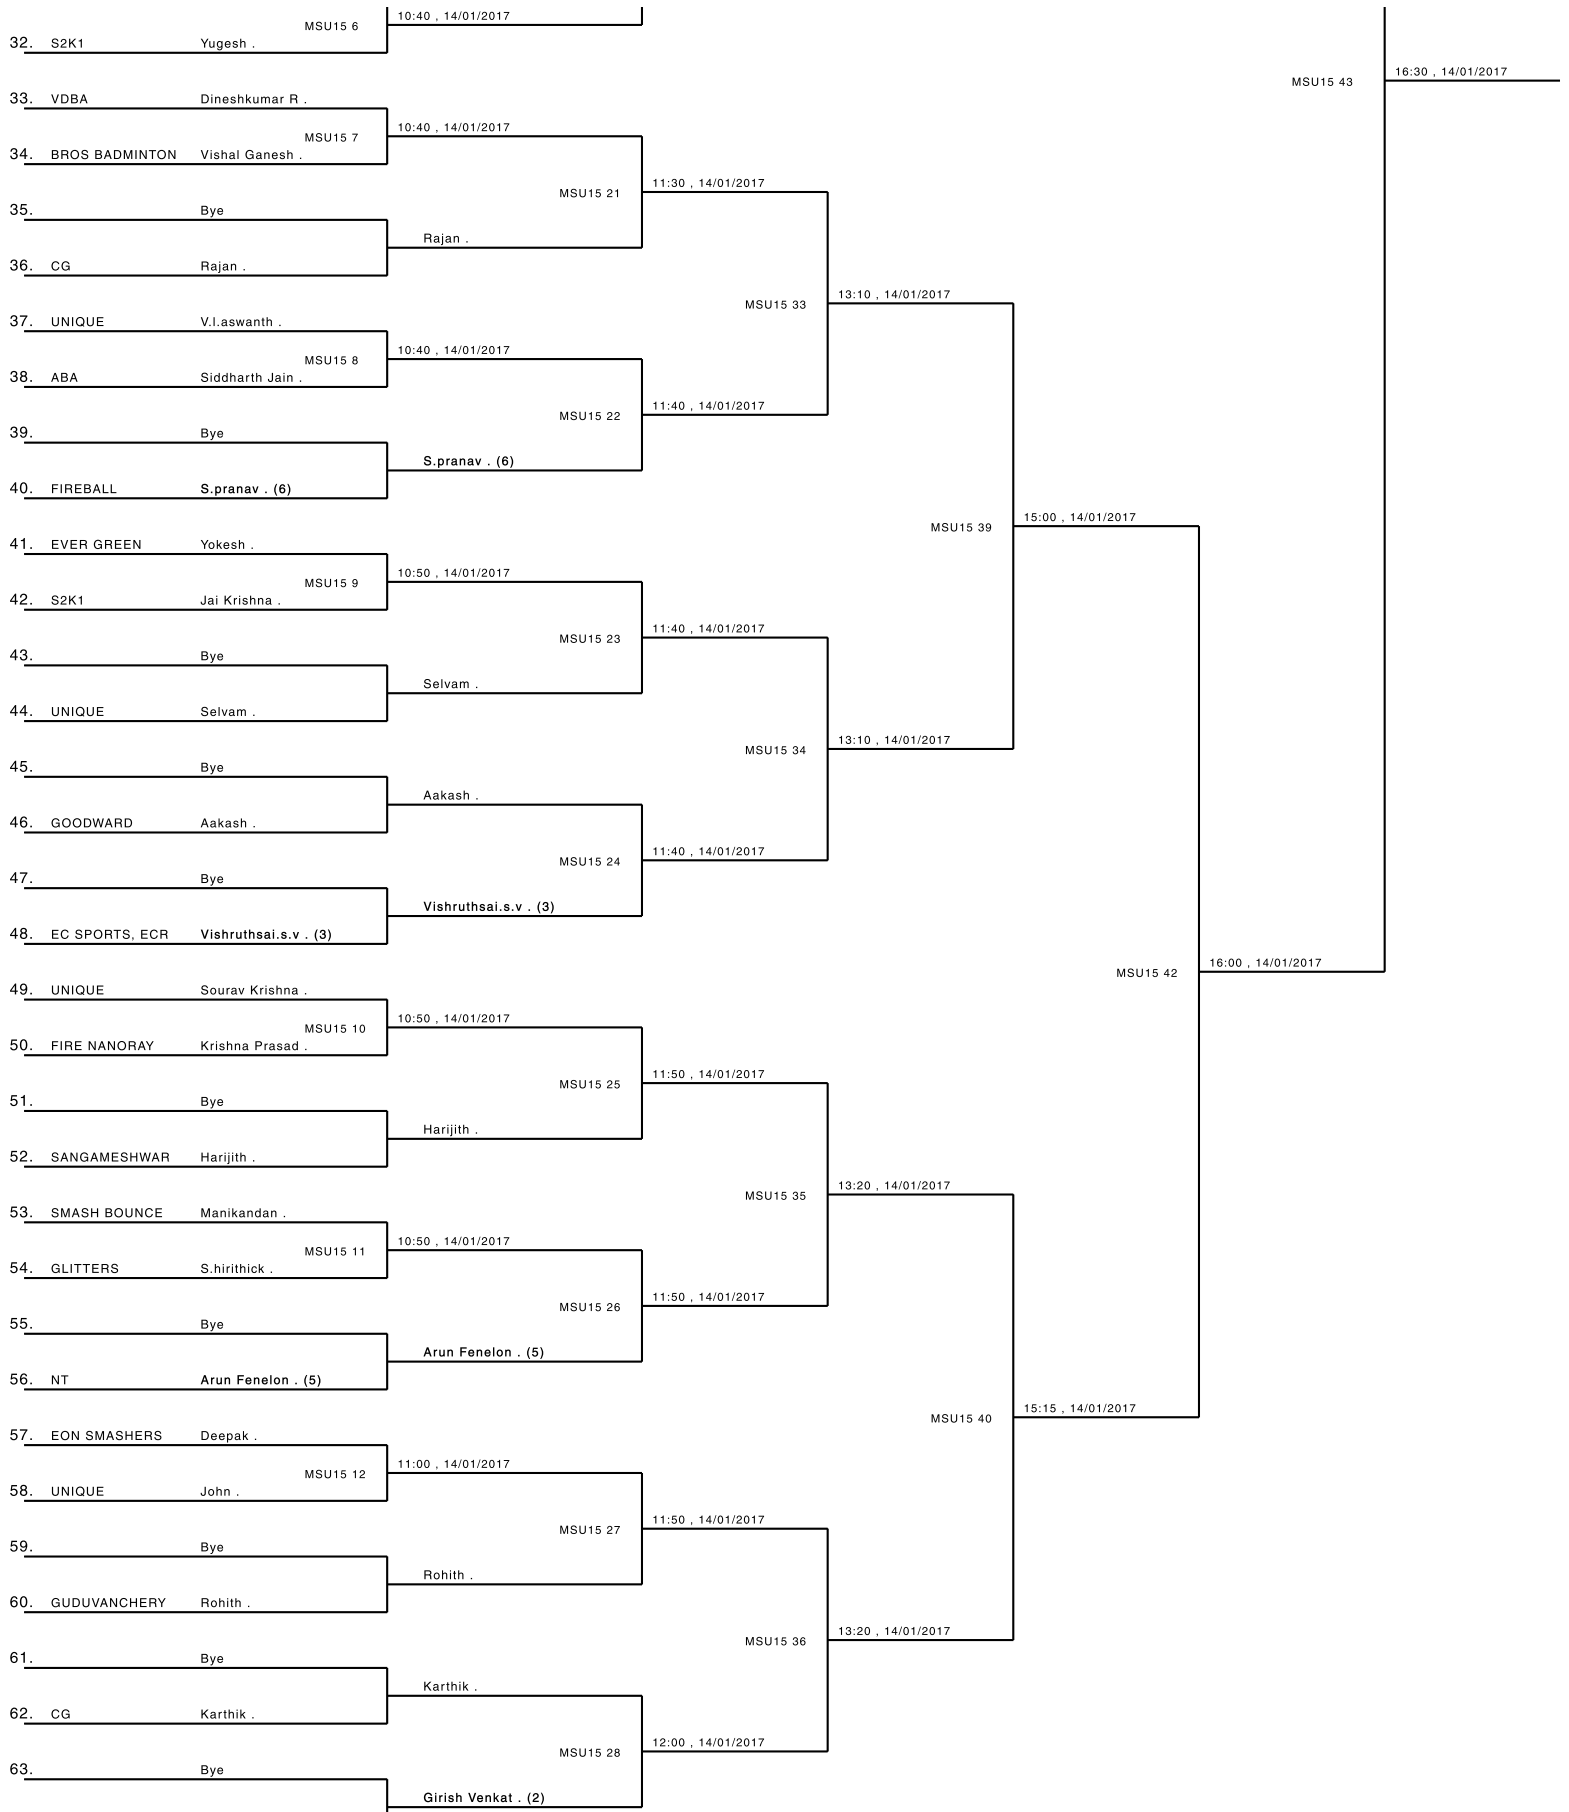 10:40 , 14/01/2017
MSU15 6
32. S2K1 Yugesh .
16:30 , 14/01/2017
MSU15 43
33. VDBA Dineshkumar R .
10:40 , 14/01/2017
MSU15 7
34. BROS BADMINTON Vishal Ganesh .
11:30 , 14/01/2017
MSU15 21
35. Bye
Rajan .
36. CG Rajan .
13:10 , 14/01/2017
MSU15 33
37. UNIQUE V.l.aswanth .
10:40 , 14/01/2017
MSU15 8
38. ABA Siddharth Jain .
11:40 , 14/01/2017
MSU15 22
39. Bye
S.pranav . (6)
40. FIREBALL S.pranav . (6)
15:00 , 14/01/2017
MSU15 39
41. EVER GREEN Yokesh .
10:50 , 14/01/2017
MSU15 9
42. S2K1 Jai Krishna .
11:40 , 14/01/2017
MSU15 23
43. Bye
Selvam .
44. UNIQUE Selvam .
13:10 , 14/01/2017
MSU15 34
45. Bye
Aakash .
46. GOODWARD Aakash .
11:40 , 14/01/2017
MSU15 24
47. Bye
Vishruthsai.s.v . (3)
48. EC SPORTS, ECR Vishruthsai.s.v . (3)
16:00 , 14/01/2017
MSU15 42
49. UNIQUE Sourav Krishna .
10:50 , 14/01/2017
MSU15 10
50. FIRE NANORAY Krishna Prasad .
11:50 , 14/01/2017
MSU15 25
51. Bye
Harijith .
52. SANGAMESHWAR Harijith .
13:20 , 14/01/2017
MSU15 35
53. SMASH BOUNCE Manikandan .
10:50 , 14/01/2017
MSU15 11
54. GLITTERS S.hirithick .
11:50 , 14/01/2017
MSU15 26
55. Bye
Arun Fenelon . (5)
56. NT Arun Fenelon . (5)
15:15 , 14/01/2017
MSU15 40
57. EON SMASHERS Deepak .
11:00 , 14/01/2017
MSU15 12
58. UNIQUE John .
11:50 , 14/01/2017
MSU15 27
59. Bye
Rohith .
60. GUDUVANCHERY Rohith .
13:20 , 14/01/2017
MSU15 36
61. Bye
Karthik .
62. CG Karthik .
12:00 , 14/01/2017
MSU15 28
63. Bye
Girish Venkat . (2)